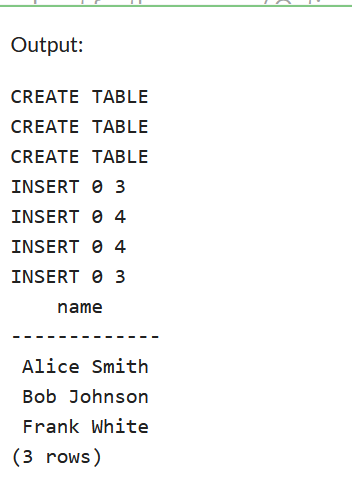 Output:
CREATE TABLE
CREATE TABLE
CREATE TABLE
INSERT 0 3
INSERT 0 4
INSERT 0 4
INSERT 0 3
    name
-------------
 Alice Smith
 Bob Johnson
 Frank White
(3 rows)